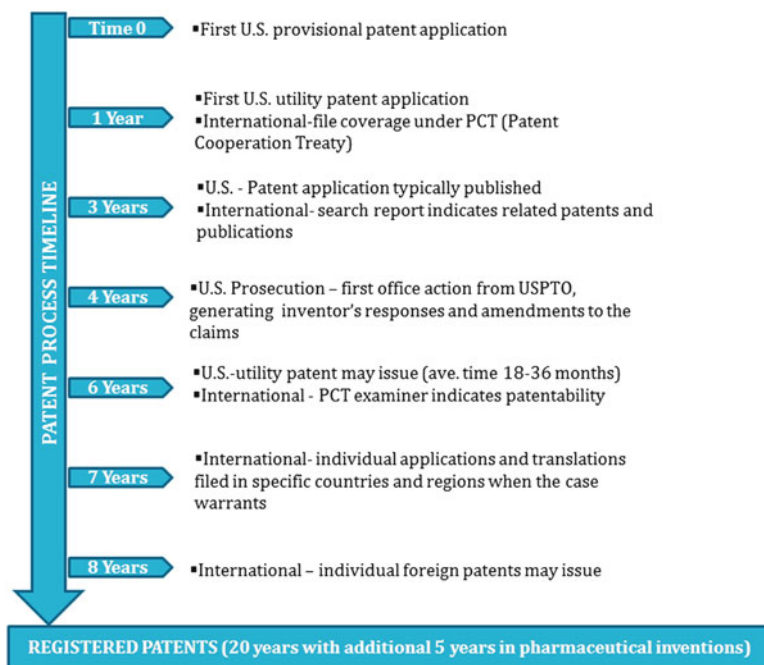 Time 0
▪First U.S. provisional patent application
1 Year
▪First U.S. utility patent application
▪International-file coverage under PCT (Patent
Cooperation Treaty)
3 Years
▪U.S. - Patent application typically published
▪International- search report indicates related patents and
publications
4 Years
▪U.S. Prosecution – first office action from USPTO,
generating inventor's responses and amendments to the
claims
6 Years
▪U.S.-utility patent may issue (ave. time 18-36 months)
▪International - PCT examiner indicates patentability
7 Years
▪International- individual applications and translations
filed in specific countries and regions when the case
warrants
8 Years
▪International – individual foreign patents may issue
PATENT PROCESS TIMELINE
REGISTERED PATENTS (20 years with additional 5 years in pharmaceutical inventions)